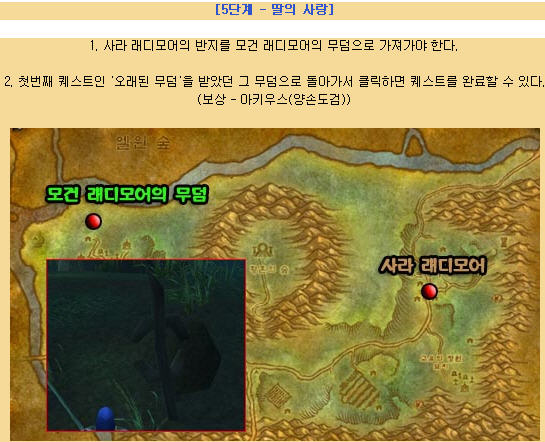 [5단계 - 딸의 사랑]
1. 사라 래디모어의 반지를 모건 래디모어의 무덤으로 가져가야 한다.
2. 첫번째 퀘스트인 '오래된 무덤'을 받았던 그 무덤으로 돌아가서 클릭하면 퀘스트를 완료할 수 있다.
(보상 - 아키우스(양손도검))
엘윈 숲
모건 래디모어의 무덤
황혼의 숲
사라 래디모어